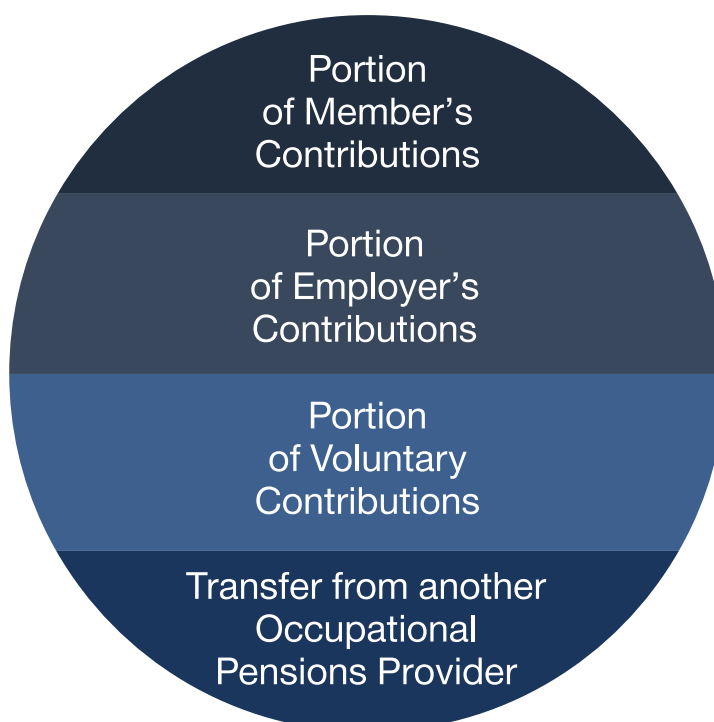 Portion
of Member’s
Contributions
Portion
of Employer’s
Contributions
Portion
of Voluntary
Contributions
Transfer from another
Occupational
Pensions Provider